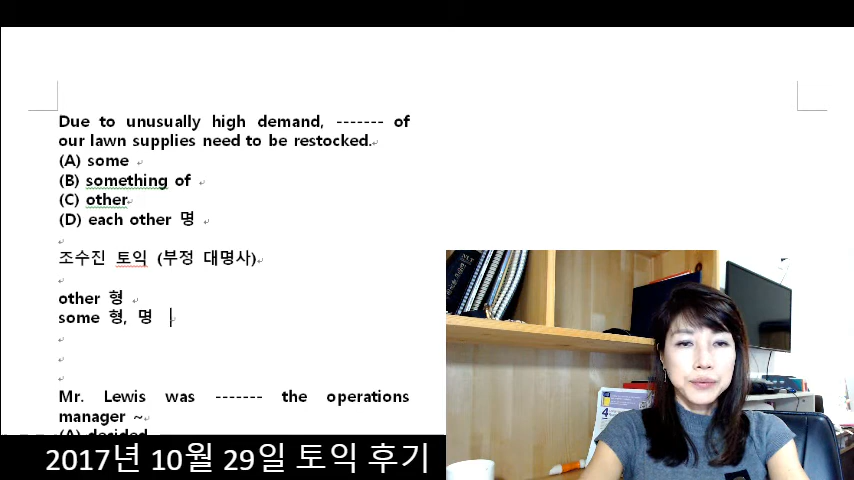 Due to unusually high demand, ------- of
our lawn supplies need to be restocked.
(A) some
(B) something of
(C) other
(D) each other 명
조수진 토익 (부정 대명사)
other 형
some 형, 명
Mr. Lewis was ------- the operations
manager ~
(A) decided
2017년 10월 29일 토익 후기
4